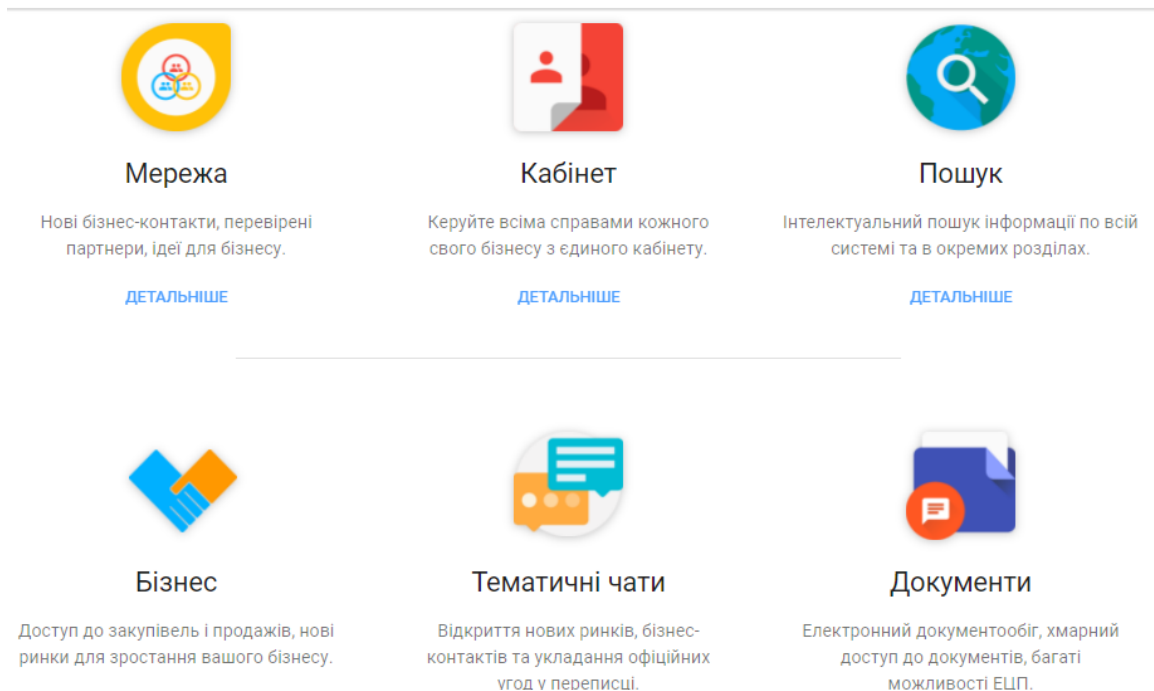 Мережа
Нові бізнес-контакти, перевірені
партнери, ідеї для бізнесу.
ДЕТАЛЬНІШЕ
Кабінет
Керуйте всіма справами кожного
свого бізнесу з єдиного кабінету.
ДЕТАЛЬНІШЕ
Пошук
Інтелектуальний пошук інформації по всій
системі та в окремих розділах.
ДЕТАЛЬНІШЕ
Бізнес
Доступ до закупівель і продажів, нові
ринки для зростання вашого бізнесу.
Тематичні чати
Відкриття нових ринків, бізнес-
контактів та укладання офіційних
угод у переписці.
Документи
Електронний документообіг, хмарний
доступ до документів, багаті
можливості ЕЦП.